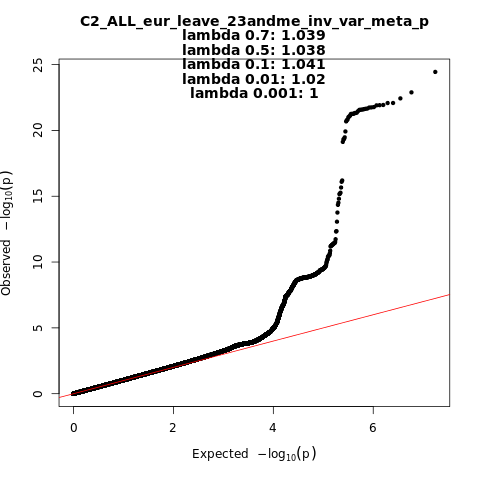 C2_ALL_eur_leave_23andme_inv_var_meta_p
lambda 0.7: 1.039
lambda 0.5: 1.038
lambda 0.1: 1.041
lambda 0.01: 1.02
lambda 0.001: 1
25
20
15
10
5
0
Observed −log10(p)
0 2 4 6
Expected −log10(p)